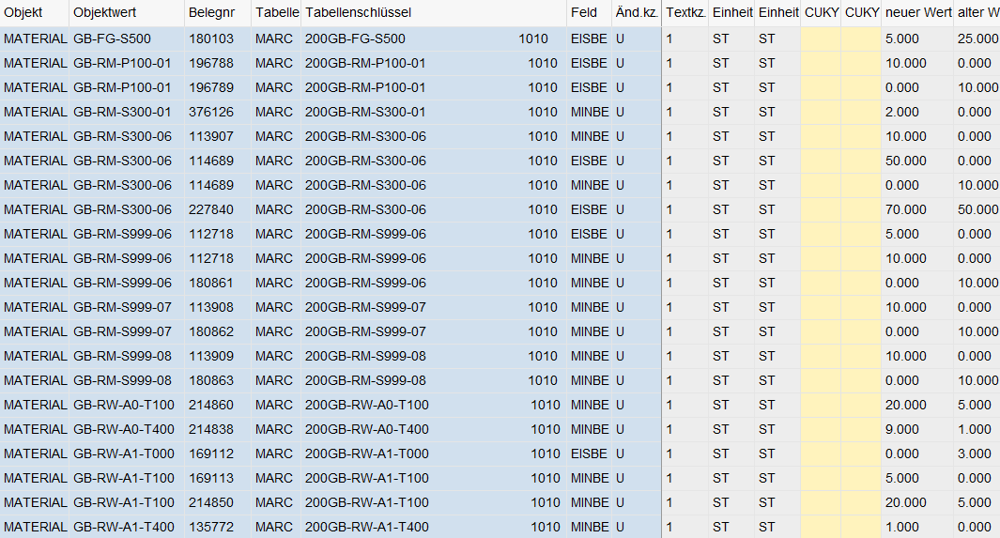 Objekt Objektwert Belegnr Tabelle Tabellenschlüssel Feld Änd.kz. Textkz. Einheit Einheit CUKY CUKY neuer Wert alter W
MATERIAL GB-FG-S500 180103 MARC 200GB-FG-S500 1010 EISBE U 1 ST ST 5.000 25.000
MATERIAL GB-RM-P100-01 196788 MARC 200GB-RM-P100-01 1010 EISBE U 1 ST ST 10.000 0.000
MATERIAL GB-RM-P100-01 196789 MARC 200GB-RM-P100-01 1010 EISBE U 1 ST ST 0.000 10.000
MATERIAL GB-RM-S300-01 376126 MARC 200GB-RM-S300-01 1010 MINBE U 1 ST ST 2.000 0.000
MATERIAL GB-RM-S300-06 113907 MARC 200GB-RM-S300-06 1010 MINBE U 1 ST ST 10.000 0.000
MATERIAL GB-RM-S300-06 114689 MARC 200GB-RM-S300-06 1010 EISBE U 1 ST ST 50.000 0.000
MATERIAL GB-RM-S300-06 114689 MARC 200GB-RM-S300-06 1010 MINBE U 1 ST ST 0.000 10.000
MATERIAL GB-RM-S300-06 227840 MARC 200GB-RM-S300-06 1010 EISBE U 1 ST ST 70.000 50.000
MATERIAL GB-RM-S999-06 112718 MARC 200GB-RM-S999-06 1010 EISBE U 1 ST ST 5.000 0.000
MATERIAL GB-RM-S999-06 112718 MARC 200GB-RM-S999-06 1010 MINBE U 1 ST ST 10.000 0.000
MATERIAL GB-RM-S999-06 180861 MARC 200GB-RM-S999-06 1010 MINBE U 1 ST ST 0.000 10.000
MATERIAL GB-RM-S999-07 113908 MARC 200GB-RM-S999-07 1010 MINBE U 1 ST ST 10.000 0.000
MATERIAL GB-RM-S999-07 180862 MARC 200GB-RM-S999-07 1010 MINBE U 1 ST ST 0.000 10.000
MATERIAL GB-RM-S999-08 113909 MARC 200GB-RM-S999-08 1010 MINBE U 1 ST ST 10.000 0.000
MATERIAL GB-RM-S999-08 180863 MARC 200GB-RM-S999-08 1010 MINBE U 1 ST ST 0.000 10.000
MATERIAL GB-RW-A0-T100 214860 MARC 200GB-RW-A0-T100 1010 MINBE U 1 ST ST 20.000 5.000
MATERIAL GB-RW-A0-T400 214838 MARC 200GB-RW-A0-T400 1010 MINBE U 1 ST ST 9.000 1.000
MATERIAL GB-RW-A1-T000 169112 MARC 200GB-RW-A1-T000 1010 EISBE U 1 ST ST 0.000 3.000
MATERIAL GB-RW-A1-T100 169113 MARC 200GB-RW-A1-T100 1010 MINBE U 1 ST ST 5.000 0.000
MATERIAL GB-RW-A1-T100 214850 MARC 200GB-RW-A1-T100 1010 MINBE U 1 ST ST 20.000 5.000
MATERIAL GB-RW-A1-T400 135772 MARC 200GB-RW-A1-T400 1010 MINBE U 1 ST ST 1.000 0.000